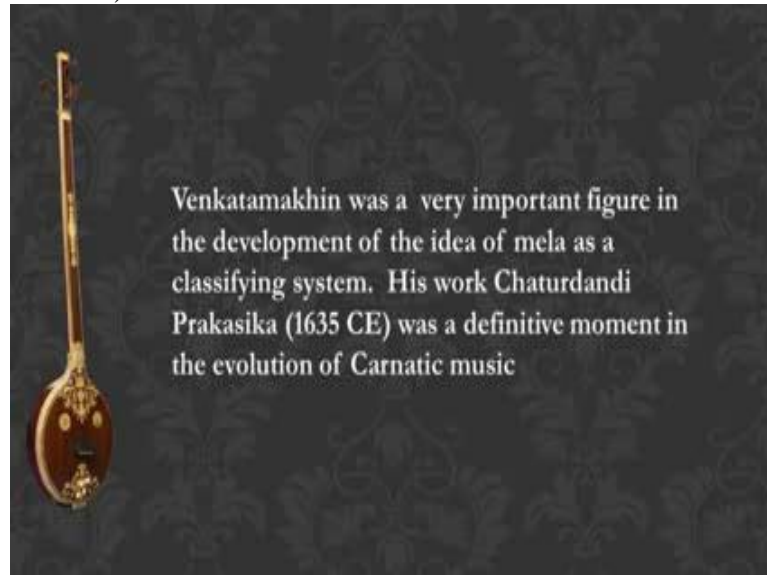 Venkatamakhin was a very important figure in
the development of the idea of mela as a
classifying system. His work Chaturdandi
Prakasika (1635 CE) was a definitive moment in
the evolution of Carnatic music